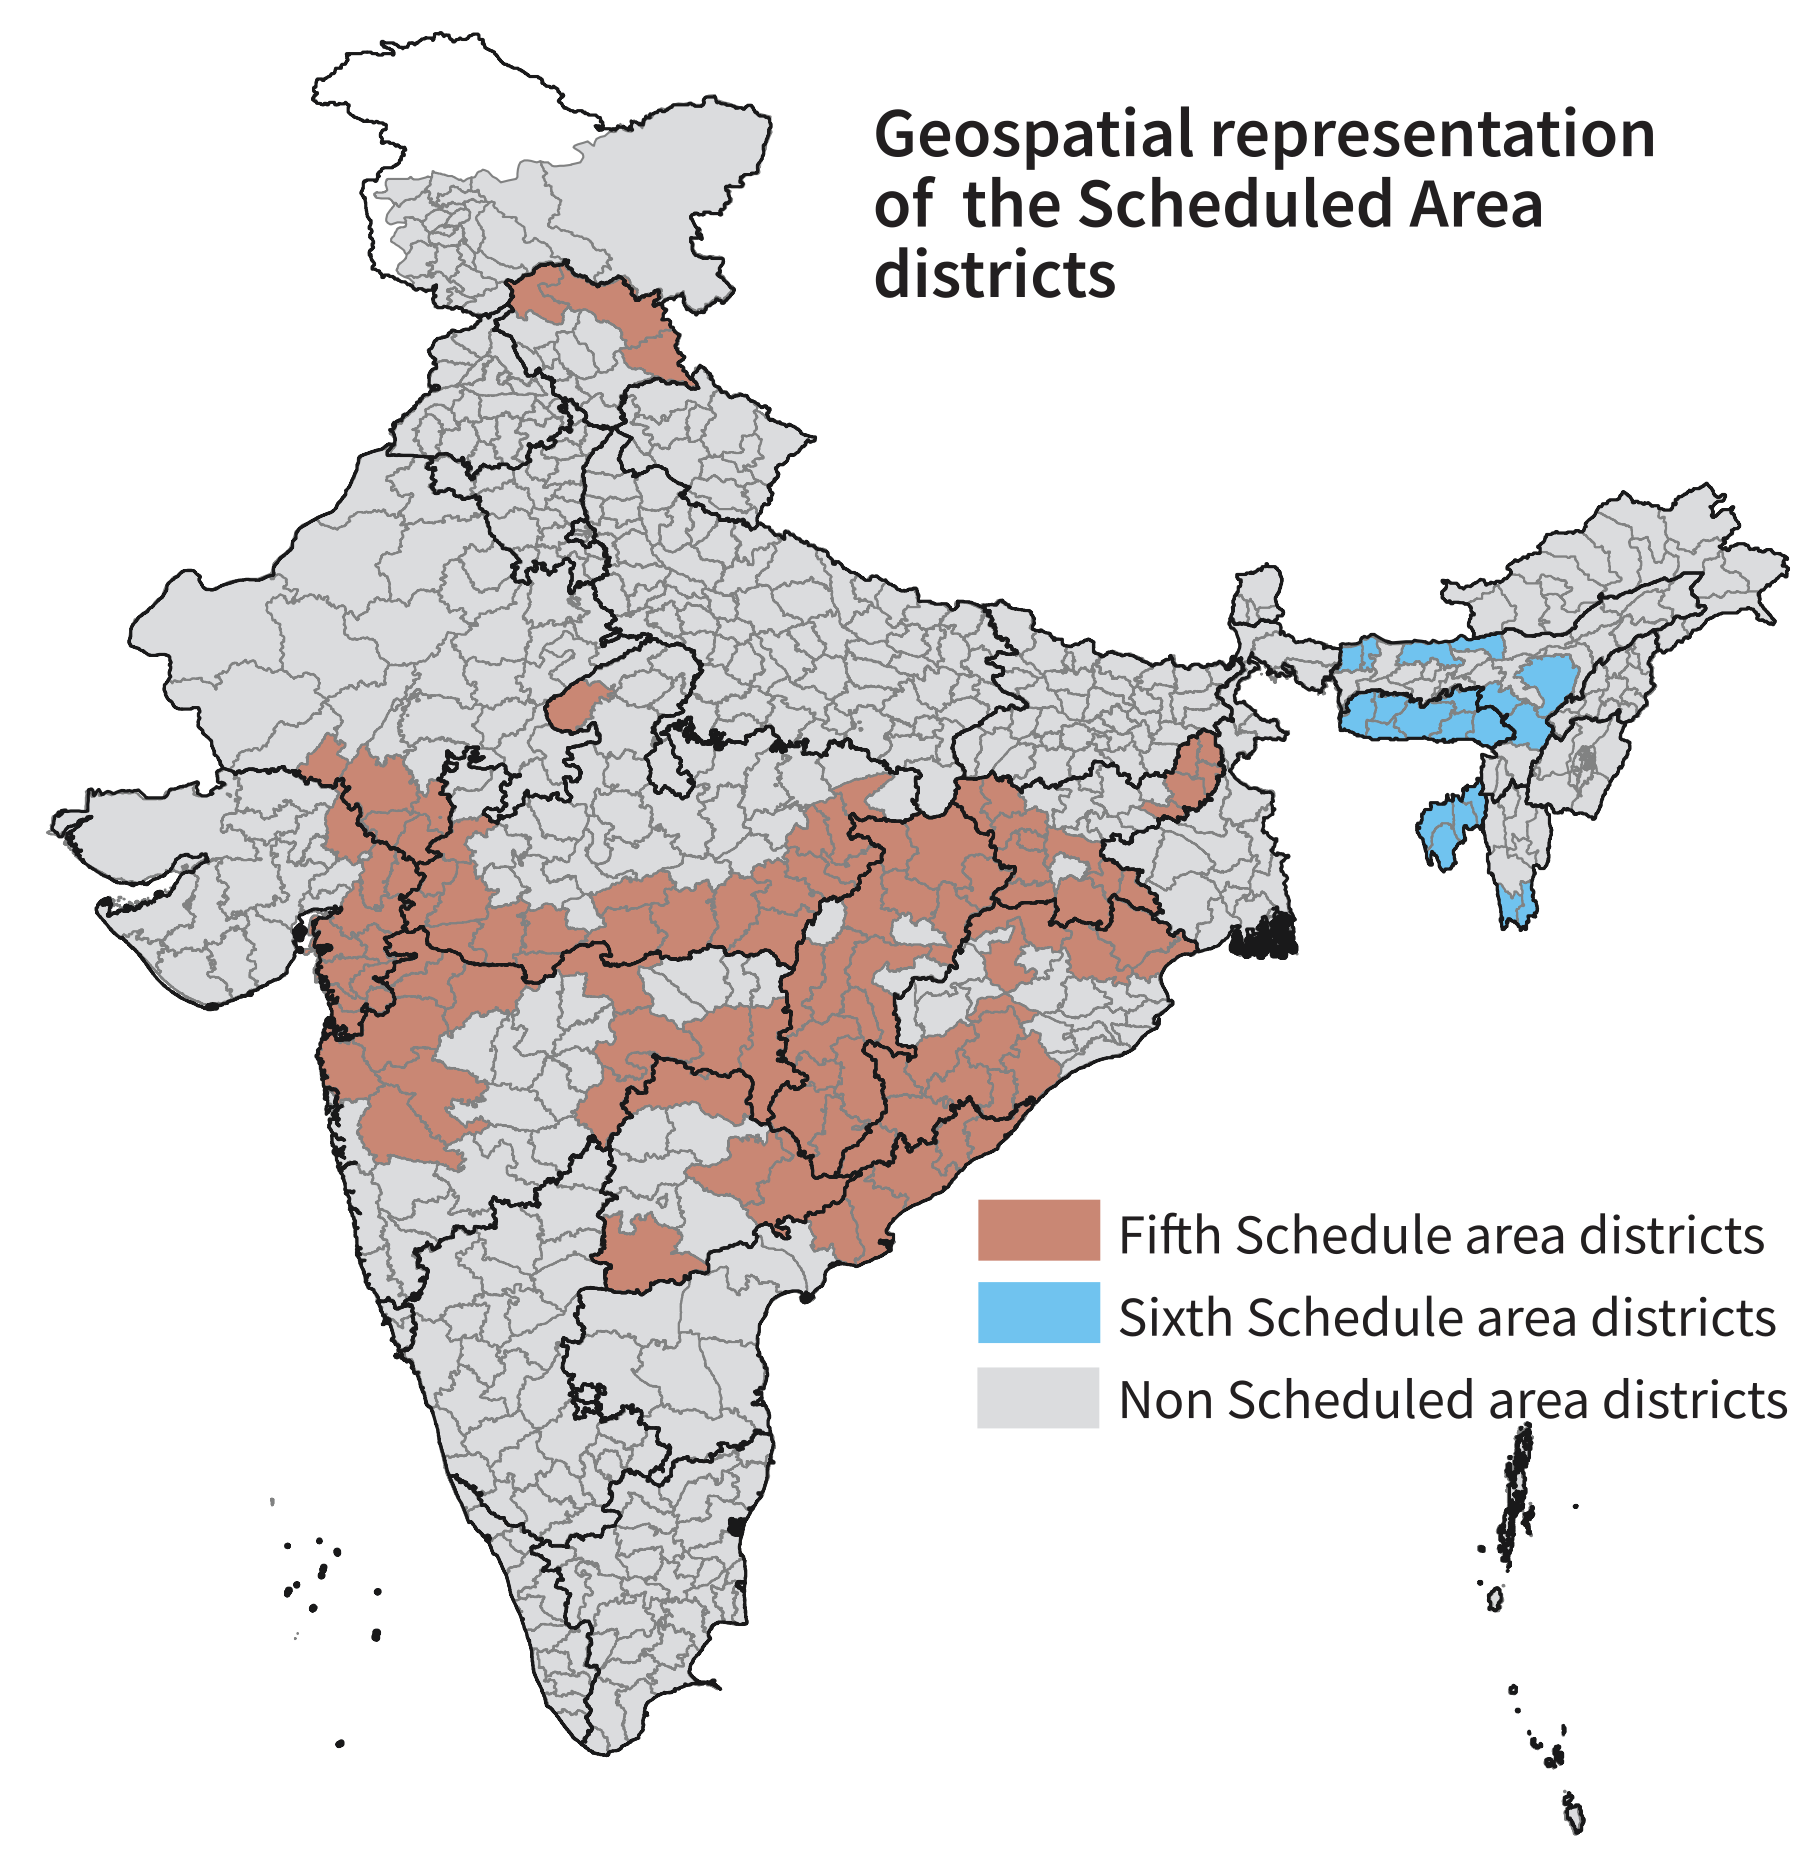 Geospatial representation
of the Scheduled Area
districts
Fifth Schedule area districts
Sixth Schedule area districts
Non Scheduled area districts